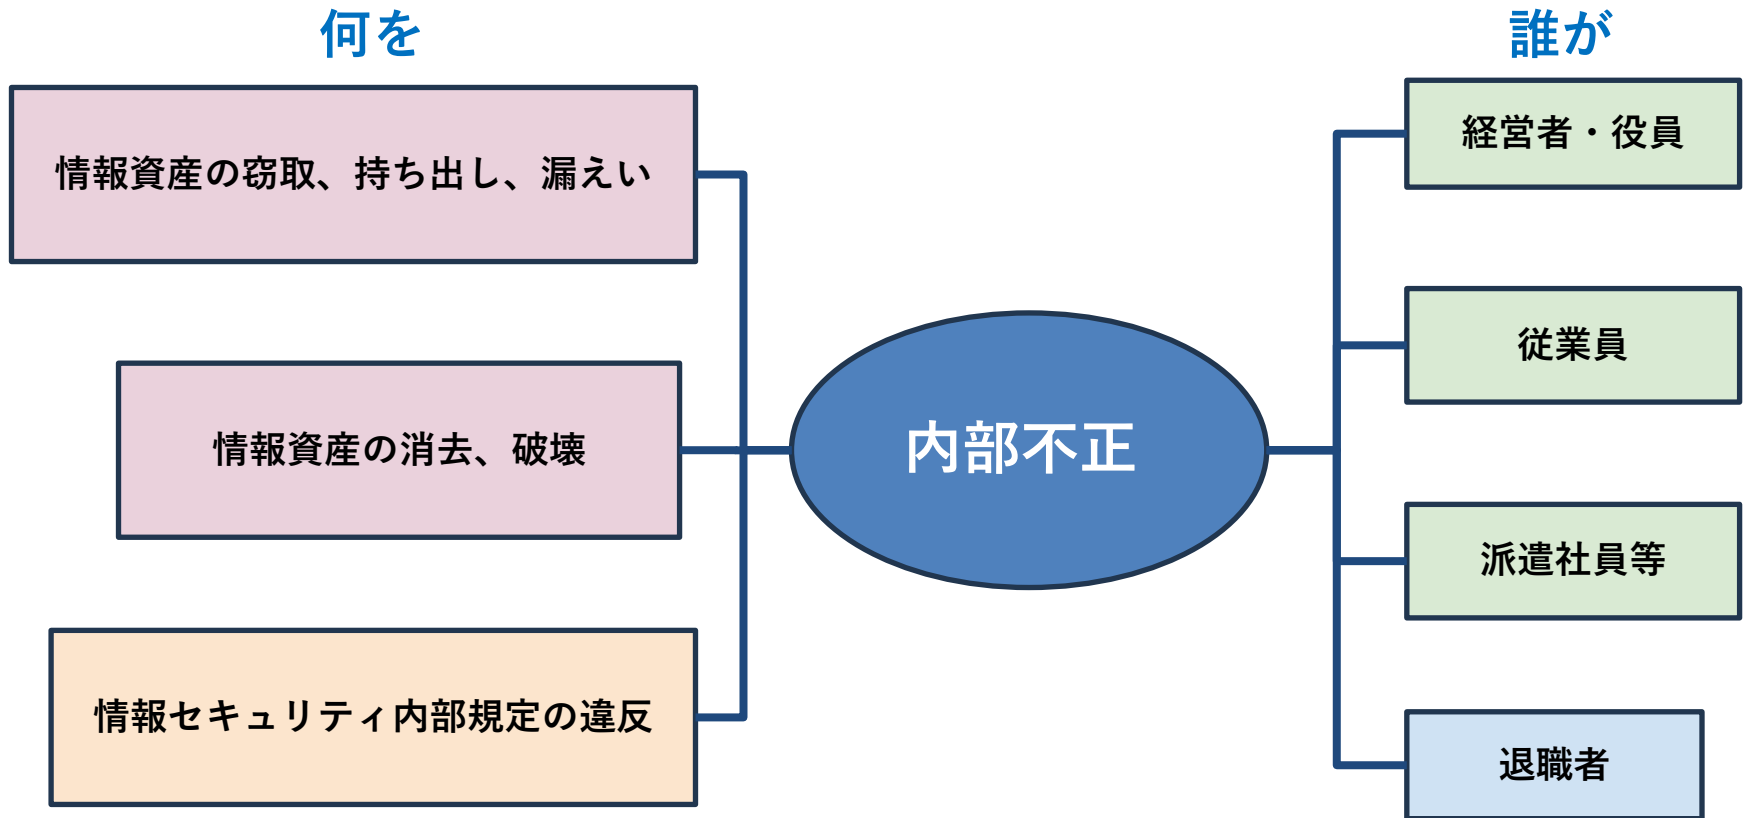 何を
誰が
情報資産の窃取、持ち出し、漏えい
情報資産の消去、破壊
情報セキュリティ内部規定の違反
内部不正
経営者・役員
従業員
派遣社員等
退職者